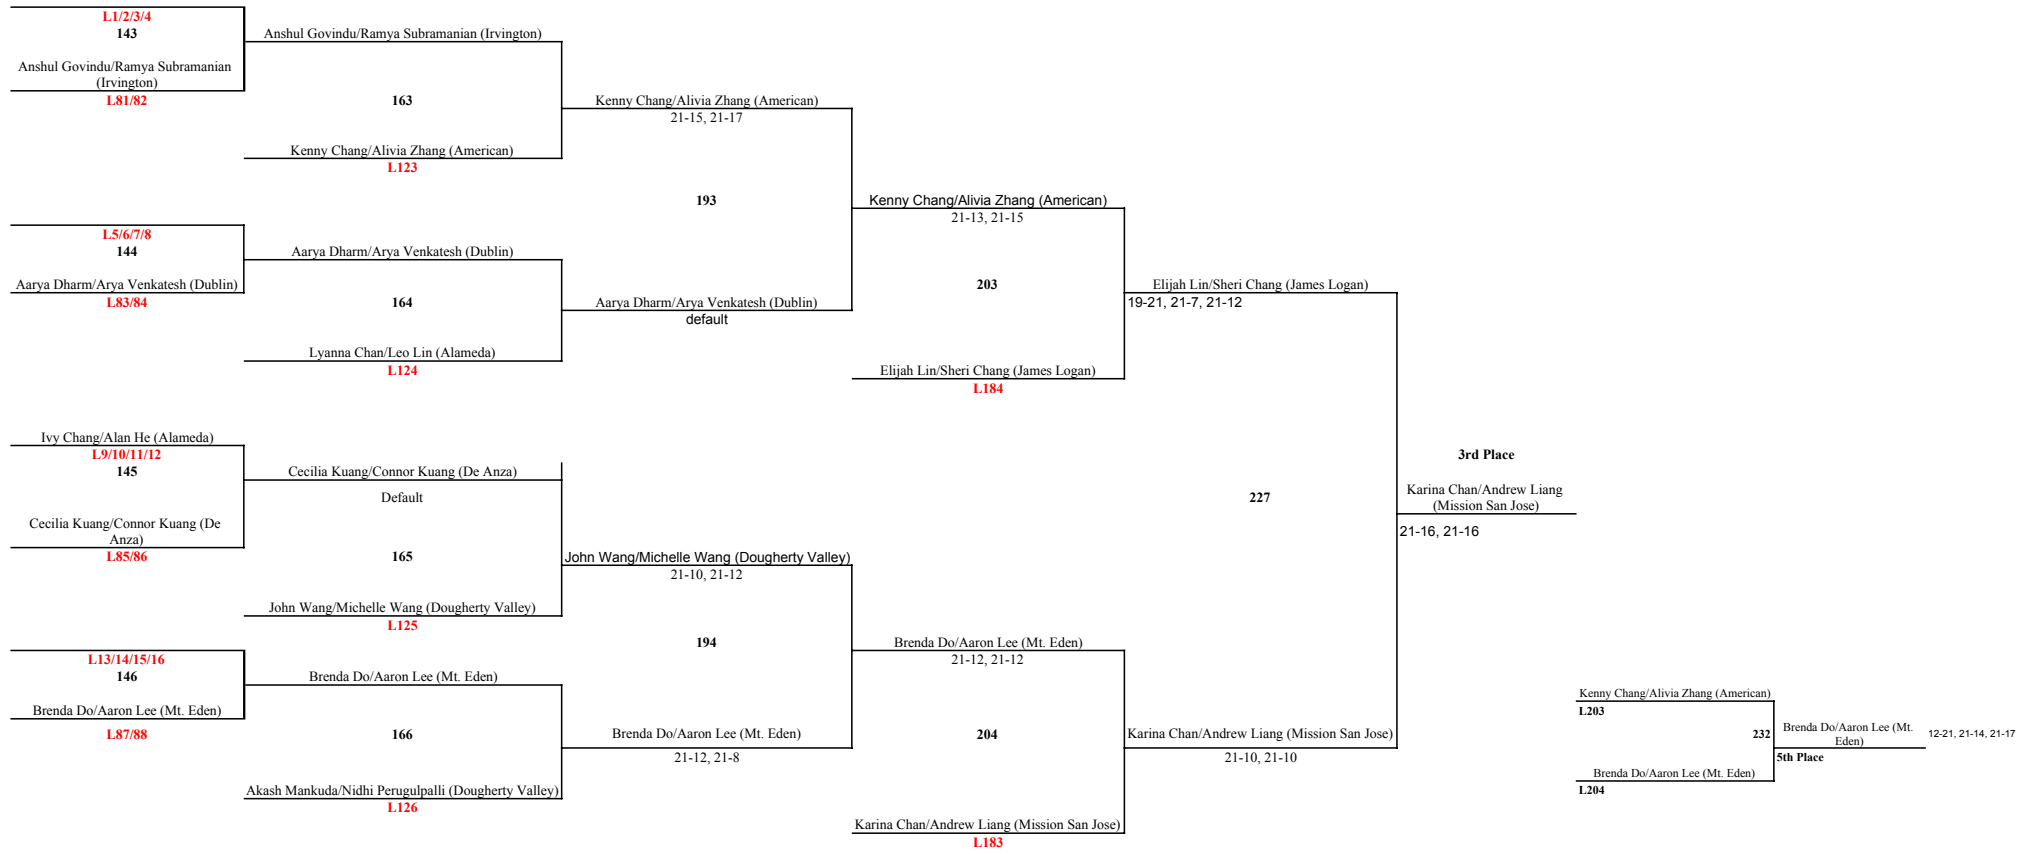 L1/2/3/4
143
Anshul Govindu/Ramya Subramanian
(Irvington)
L81/82
Anshul Govindu/Ramya Subramanian (Irvington)
163
Kenny Chang/Alivia Zhang (American)
L123
Kenny Chang/Alivia Zhang (American)
21-15, 21-17
193
L5/6/7/8
144
Aarya Dharm/Arya Venkatesh (Dublin)
L83/84
Aarya Dharm/Arya Venkatesh (Dublin)
164
Lyanna Chan/Leo Lin (Alameda)
L124
Aarya Dharm/Arya Venkatesh (Dublin)
default
Kenny Chang/Alivia Zhang (American)
21-13, 21-15
203
Elijah Lin/Sheri Chang (James Logan)
L184
Elijah Lin/Sheri Chang (James Logan)
19-21, 21-7, 21-12
Ivy Chang/Alan He (Alameda)
L9/10/11/12
145
Cecilia Kuang/Connor Kuang (De
Anza)
L85/86
Cecilia Kuang/Connor Kuang (De Anza)
Default
165
John Wang/Michelle Wang (Dougherty Valley)
L125
John Wang/Michelle Wang (Dougherty Valley)
21-10, 21-12
194
L13/14/15/16
146
Brenda Do/Aaron Lee (Mt. Eden)
L87/88
Brenda Do/Aaron Lee (Mt. Eden)
166
Akash Mankuda/Nidhi Perugulpalli (Dougherty Valley)
L126
Brenda Do/Aaron Lee (Mt. Eden)
21-12, 21-8
Brenda Do/Aaron Lee (Mt. Eden)
21-12, 21-12
204
Karina Chan/Andrew Liang (Mission San Jose)
L183
Karina Chan/Andrew Liang (Mission San Jose)
21-10, 21-10
227
3rd Place
Karina Chan/Andrew Liang
(Mission San Jose)
21-16, 21-16
Kenny Chang/Alivia Zhang (American)
L203
232
Brenda Do/Aaron Lee (Mt. Eden)
L204
Brenda Do/Aaron Lee (Mt.
Eden)
5th Place
12-21, 21-14, 21-17